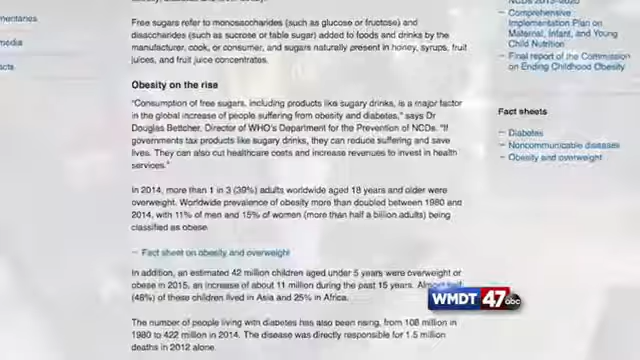 NCDs 2013–2020
Comprehensive
Implementation Plan on
Maternal, Infant, and Young
Child Nutrition
Final report of the Commission
on Ending Childhood Obesity
Fact sheets
Diabetes
Noncommunicable diseases
Obesity and overweight
mentaries
media
acts
Free sugars refer to monosaccharides (such as glucose or fructose) and
disaccharides (such as sucrose or table sugar) added to foods and drinks by the
manufacturer, cook, or consumer, and sugars naturally present in honey, syrups, fruit
juices, and fruit juice concentrates.
Obesity on the rise
"Consumption of free sugars, including products like sugary drinks, is a major factor
in the global increase of people suffering from obesity and diabetes," says Dr
Douglas Bettcher, Director of WHO's Department for the Prevention of NCDs. "If
governments tax products like sugary drinks, they can reduce suffering and save
lives. They can also cut healthcare costs and increase revenues to invest in health
services."
In 2014, more than 1 in 3 (39%) adults worldwide aged 18 years and older were
overweight. Worldwide prevalence of obesity more than doubled between 1980 and
2014, with 11% of men and 15% of women (more than half a billion adults) being
classified as obese.
Fact sheet on obesity and overweight
In addition, an estimated 42 million children aged under 5 years were overweight or
obese in 2015, an increase of about 11 million during the past 15 years. Almost half
(48%) of these children lived in Asia and 25% in Africa.
The number of people living with diabetes has also been rising, from 108 million in
1980 to 422 million in 2014. The disease was directly responsible for 1.5 million
deaths in 2012 alone.
WMDT 47 abc